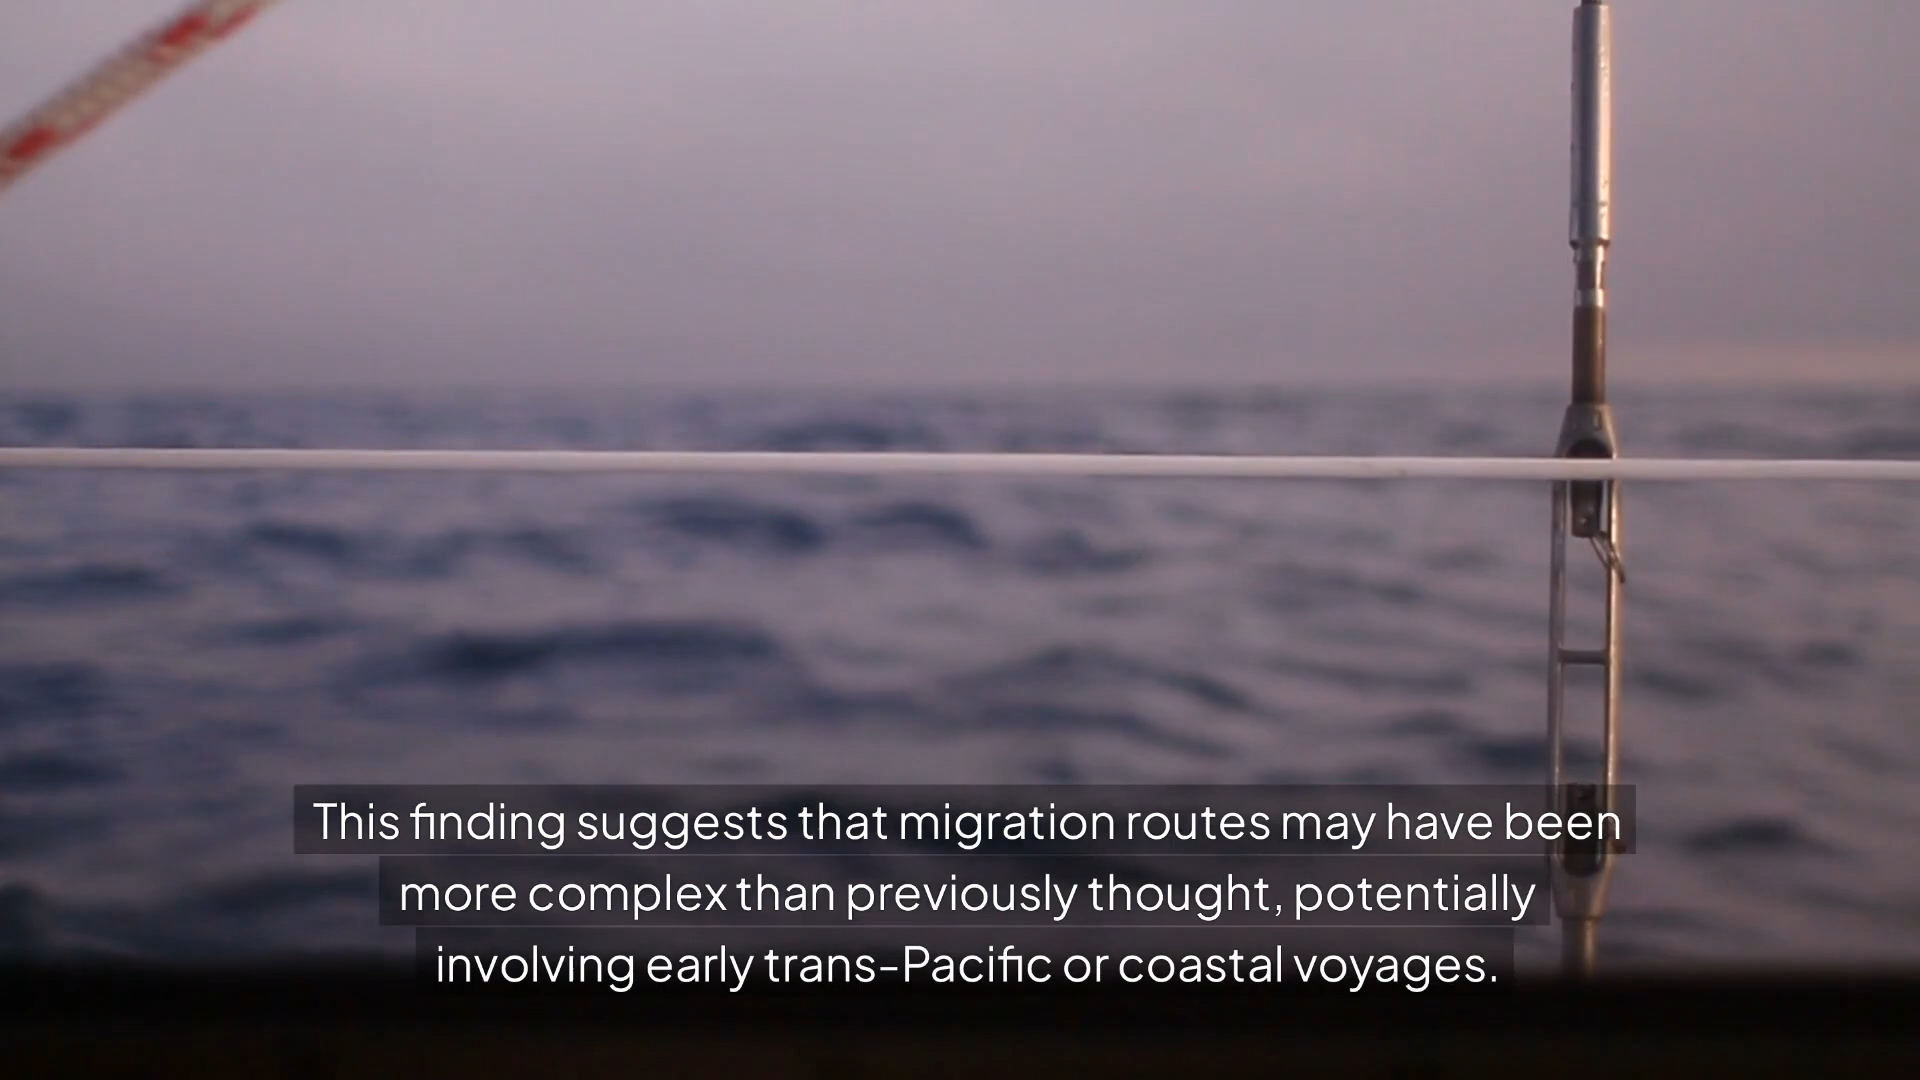 This finding suggests that migration routes may have been
more complex than previously thought, potentially
involving early trans-Pacific or coastal voyages.